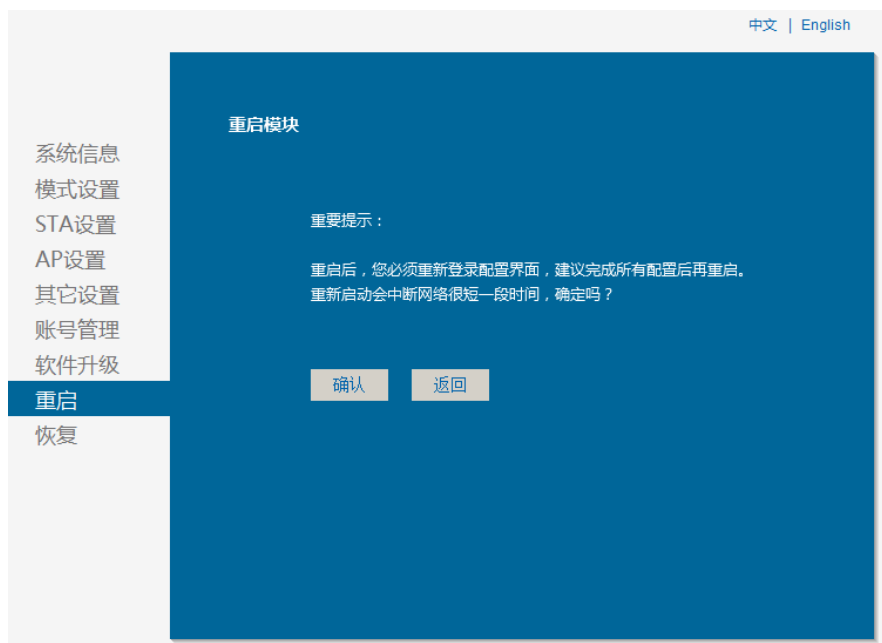 中文 | English
重启模块
系统信息
模式设置
STA设置
AP设置
其它设置
账号管理
软件升级
重启
恢复
重要提示：
重启后，您必须重新登录配置界面，建议完成所有配置后再重启。
重新启动会中断网络很短一段时间，确定吗？
确认 返回